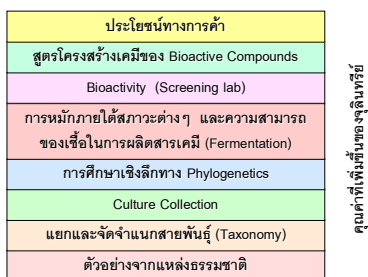 ประโยชน์ทางการค้า
สูตรโครงสร้างเคมีของ Bioactive Compounds
Bioactivity (Screening lab)
การหมักภายใต้สภาวะต่างๆ และความสามารถ
ของเชื้อในการผลิตสารเคมี (Fermentation)
การศึกษาเชิงลึกทาง Phylogenetics
Culture Collection
แยกและจัดจำแนกสายพันธุ์ (Taxonomy)
ตัวอย่างจากแหล่งธรรมชาติ
คุณค่าที่เพิ่มขึ้นของจุลินทรีย์